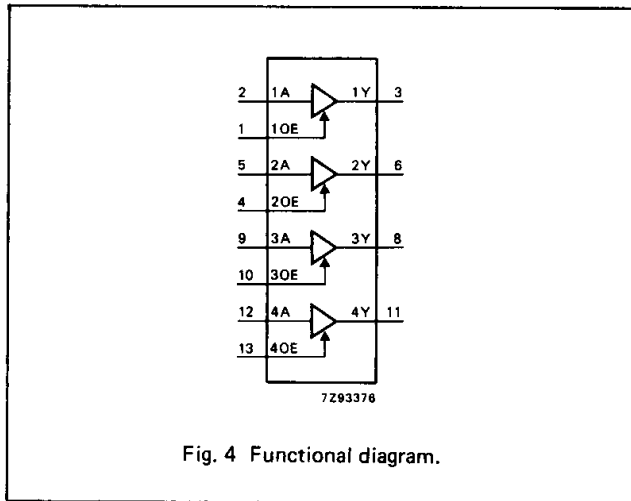 2 1A 1Y 3
1 1OE
5 2A 2Y 6
4 2OE
9 3A 3Y 8
10 3OE
12 4A 4Y 11
13 4OE
7Z93376
Fig. 4 Functional diagram.